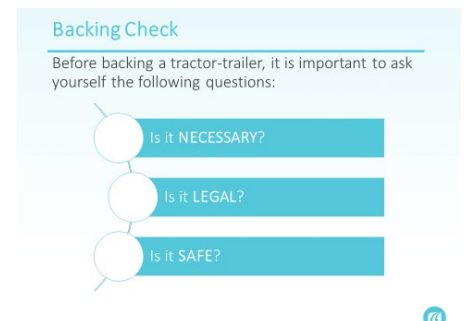 Backing Check
Before backing a tractor-trailer, it is important to ask
yourself the following questions:
Is it NECESSARY?
Is it LEGAL?
Is it SAFE?